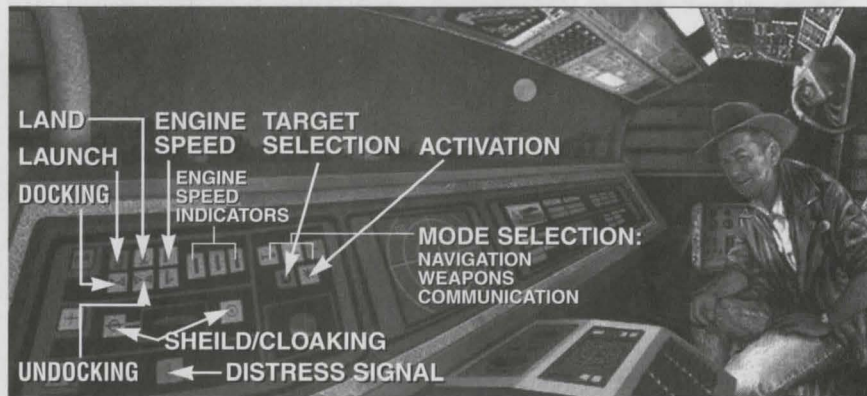 LAND
LAUNCH
DOCKING
ENGINE
SPEED
ENGINE
SPEED
INDICATORS
TARGET
SELECTION
ACTIVATION
MODE SELECTION:
NAVIGATION
WEAPONS
COMMUNICATION
SHEILD/CLOAKING
UNDOCKING
DISTRESS SIGNAL